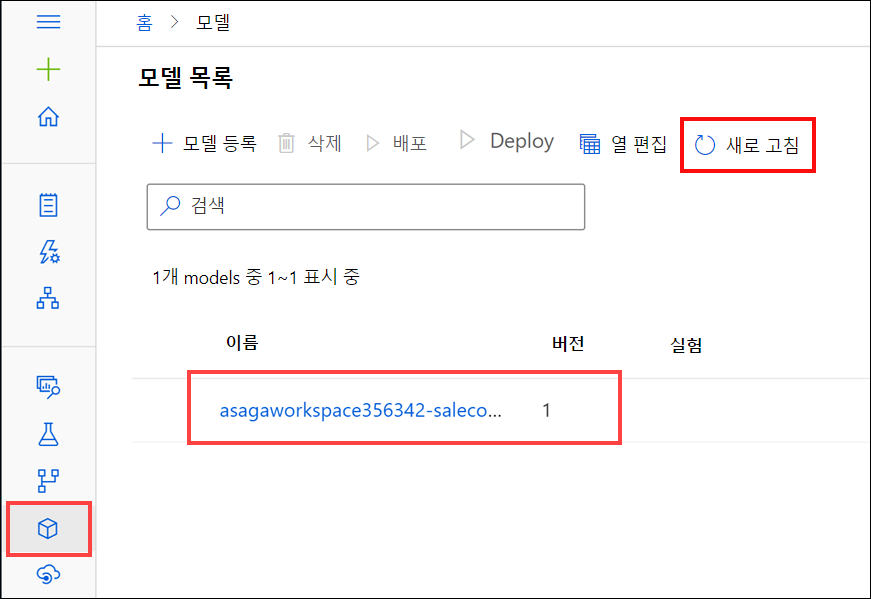 홈 > 모델
모델 목록
모델 등록 삭제 배포 Deploy 열 편집 새로 고침
검색
1개 models 중 1~1 표시 중
이름 버전 실험
asagaworkspace356342-saleco... 1